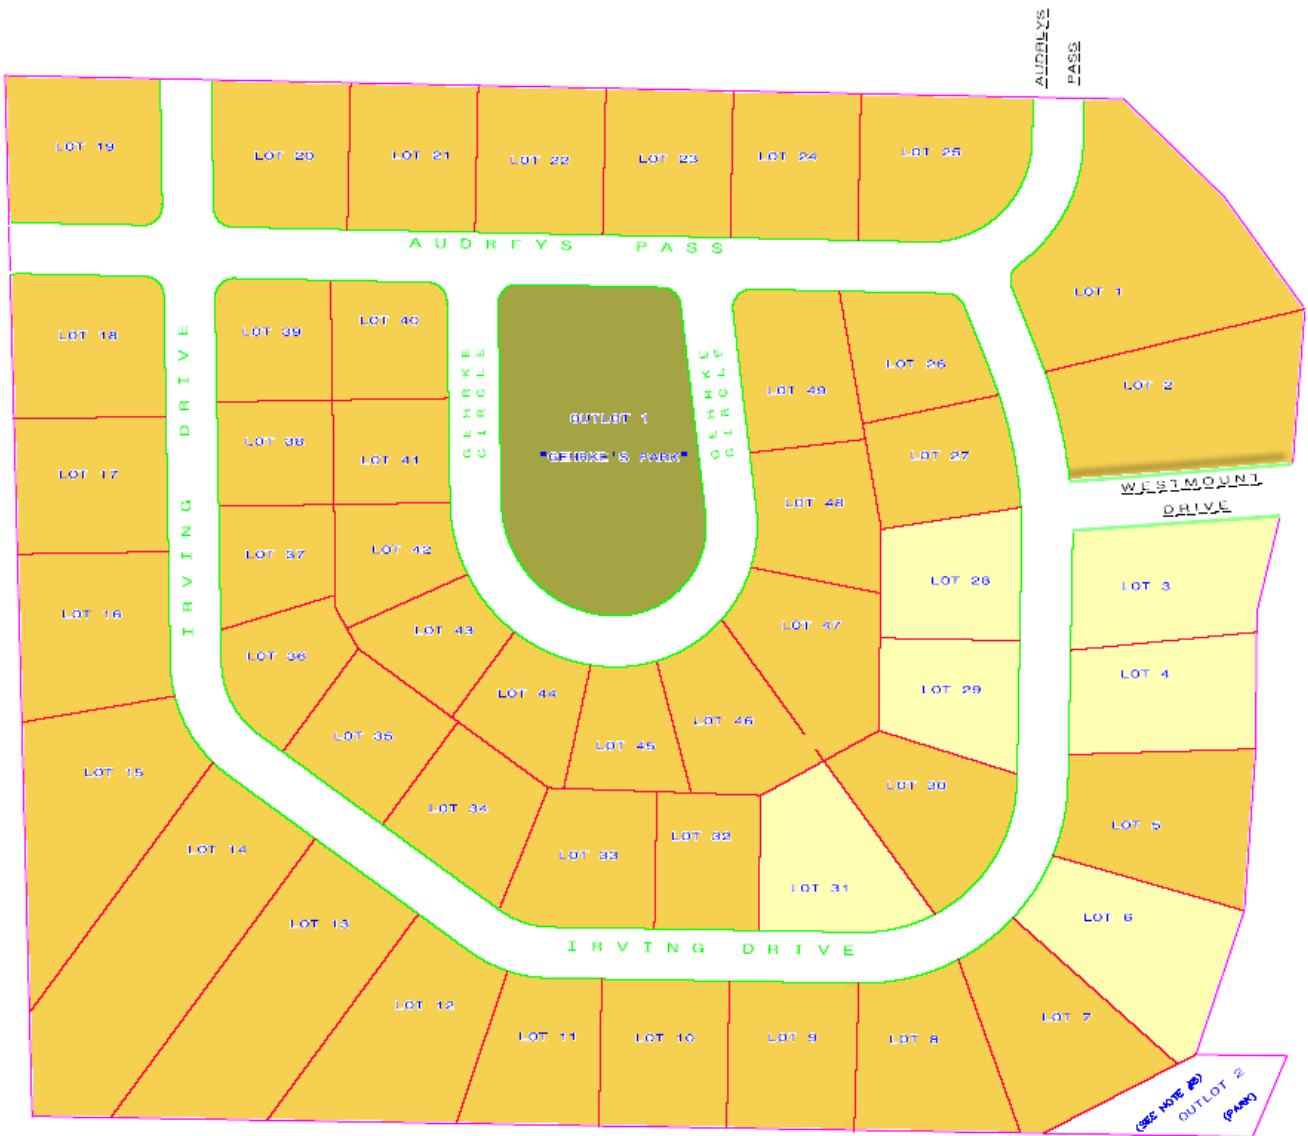 AUDREYS
PASS
LOT 19
LOT 20
LOT 21
LOT 22
LOT 23
LOT 24
LOT 25
AUDREYS PASS
LOT 1
LOT 18
LOT 39
LOT 40
GEHRKE
CIRCLE
OUTLOT 1
"GEHRKE'S PARK"
GEHRKE
CIRCLE
LOT 49
LOT 26
LOT 2
IRVING DRIVE
LOT 17
LOT 38
LOT 41
LOT 48
LOT 27
WESTMOUNT
DRIVE
LOT 16
LOT 37
LOT 42
LOT 28
LOT 3
LOT 36
LOT 43
LOT 47
LOT 29
LOT 4
LOT 15
LOT 35
LOT 44
LOT 45
LOT 46
LOT 30
LOT 5
LOT 14
LOT 34
LOT 33
LOT 32
LOT 31
LOT 6
LOT 13
IRVING DRIVE
LOT 12
LOT 11
LOT 10
LOT 9
LOT 8
LOT 7
(SEE NOTE #8)
OUTLOT 2
(PARK)